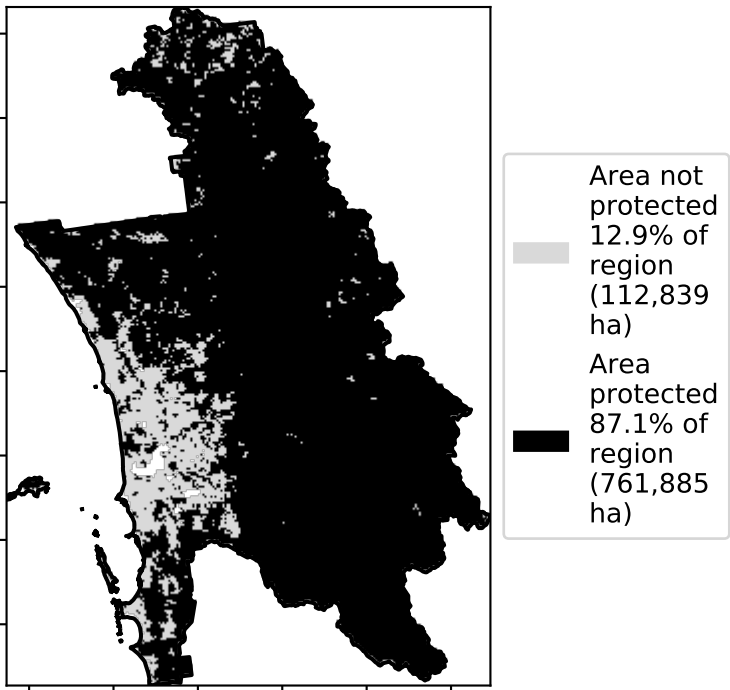 Area not
protected
12.9% of
region
(112,839
ha)
Area
protected
87.1% of
region
(761,885
ha)